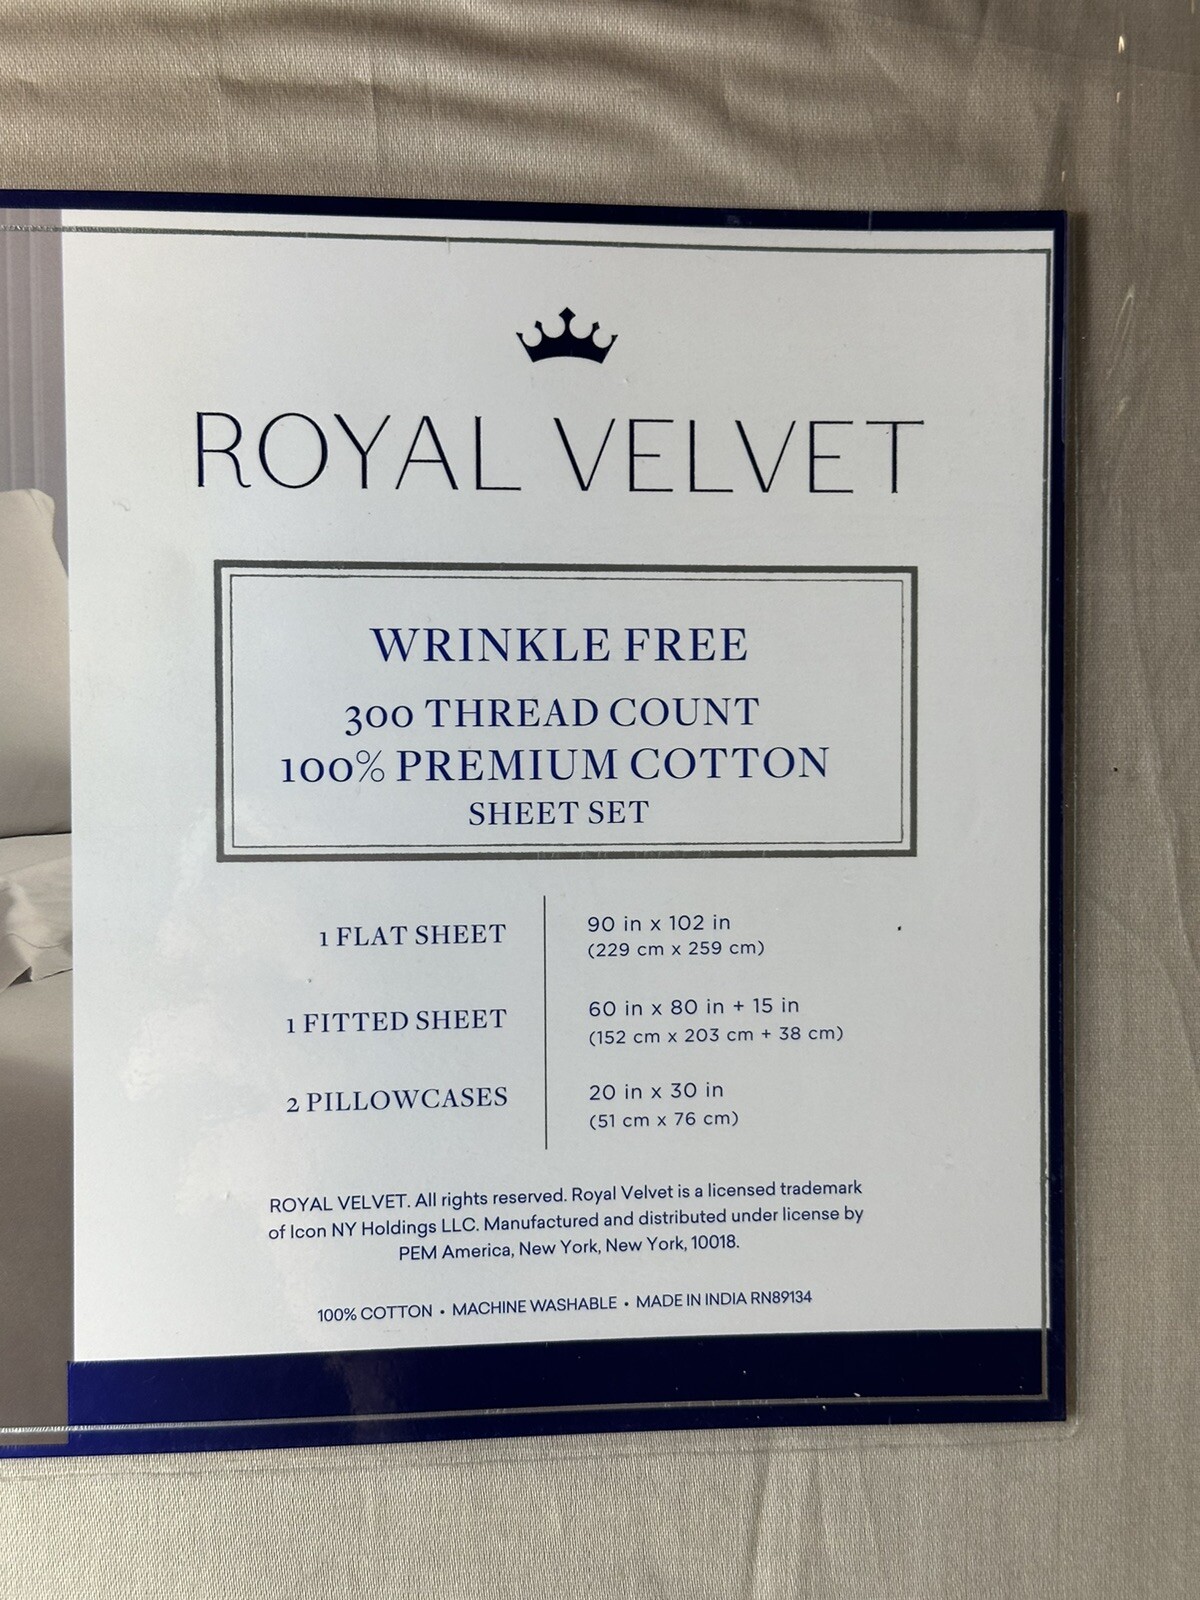 ROYAL VELVET
WRINKLE FREE
300 THREAD COUNT
100% PREMIUM COTTON
SHEET SET
1 FLAT SHEET
90 in x 102 in
(229 cm x 259 cm)
1 FITTED SHEET
60 in x 80 in + 15 in
(152 cm x 203 cm + 38 cm)
2 PILLOWCASES
20 in x 30 in
(51 cm x 76 cm)
ROYAL VELVET. All rights reserved. Royal Velvet is a licensed trademark
of Icon NY Holdings LLC. Manufactured and distributed under license by
PEM America, New York, New York, 10018.
100% COTTON • MACHINE WASHABLE • MADE IN INDIA RN89134